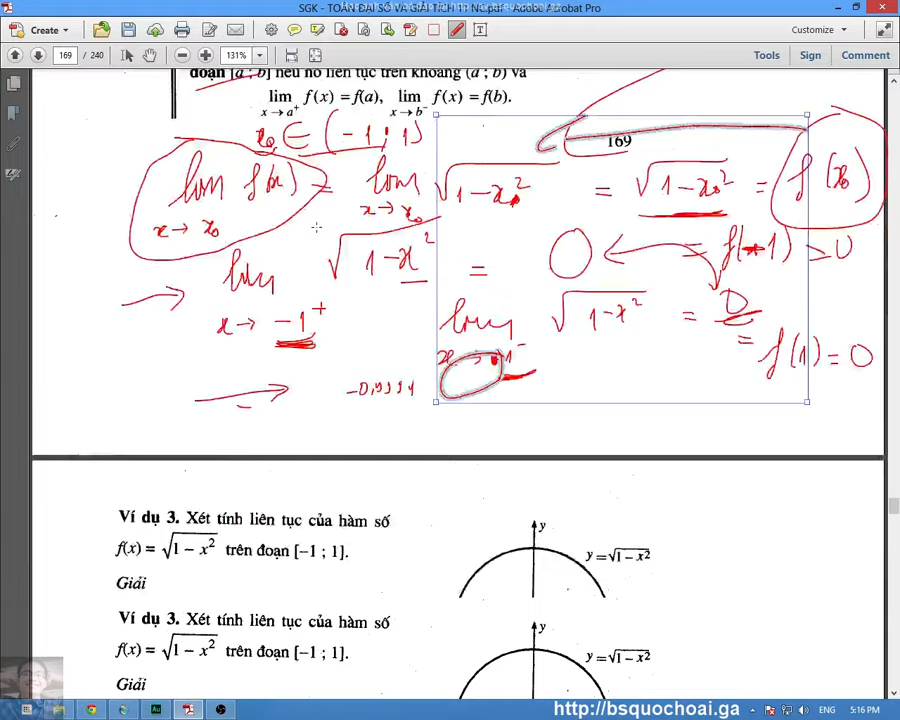 SGK - TOAN ĐẠI SỐ VÀ GIẢI TÍCH 11 NC.pdf - Adobe Acrobat Pro
Create
Customize
169 / 240
131%
Tools
Sign
Comment
đoạn [a ; b] nếu nó liên tục trên khoảng (a ; b) và
lim f(x) = f(a), lim f(x) = f(b).
x→a⁺ x→b⁻
x₀ ∈ (-1 ; 1)
169
lim f(x) = lim √1-x₀² = √1-x₀² = f(x₀)
x→x₀ x→x₀
lim √1-x² = 0 = f(-1) = 0
x→ -1⁺
lim √1-x² = 0 = f(1) = 0
1⁻
-0,9999
Ví dụ 3. Xét tính liên tục của hàm số
f(x) = √1 – x² trên đoạn [–1 ; 1].
Giải
y
y = √1 – x²
Ví dụ 3. Xét tính liên tục của hàm số
f(x) = √1 – x² trên đoạn [–1 ; 1].
Giải
y
y = √1 – x²
http://bsquochoai.ga
ENG
5:16 PM